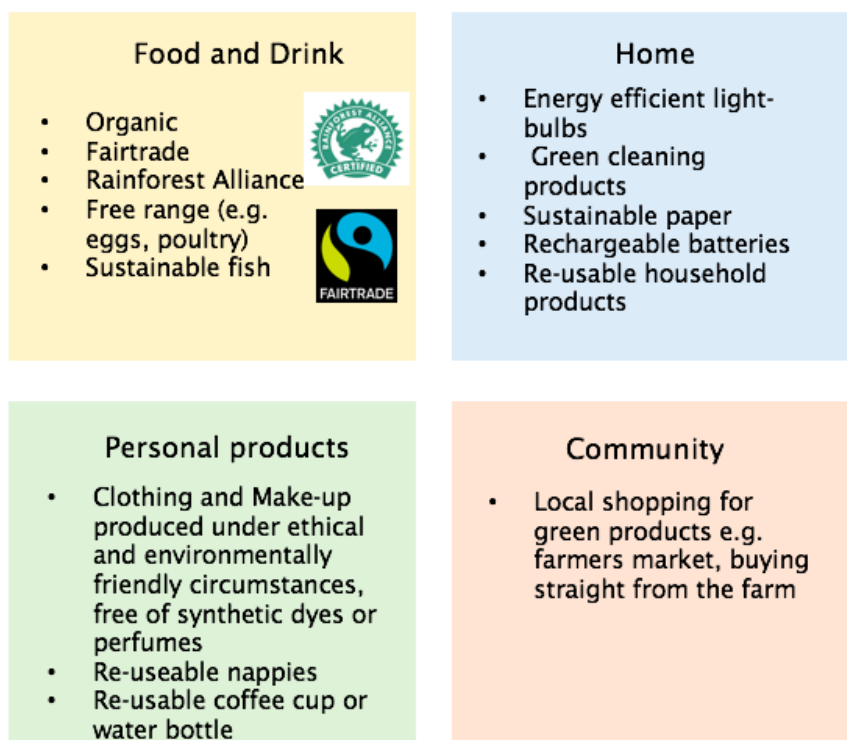 Food and Drink
• Organic
• Fairtrade
• Rainforest Alliance
• Free range (e.g.
eggs, poultry)
• Sustainable fish
RAINFOREST ALLIANCE
CERTIFIED
FAIRTRADE
Home
• Energy efficient light-
bulbs
• Green cleaning
products
• Sustainable paper
• Rechargeable batteries
• Re-usable household
products
Personal products
• Clothing and Make-up
produced under ethical
and environmentally
friendly circumstances,
free of synthetic dyes or
perfumes
• Re-useable nappies
• Re-usable coffee cup or
water bottle
Community
• Local shopping for
green products e.g.
farmers market, buying
straight from the farm